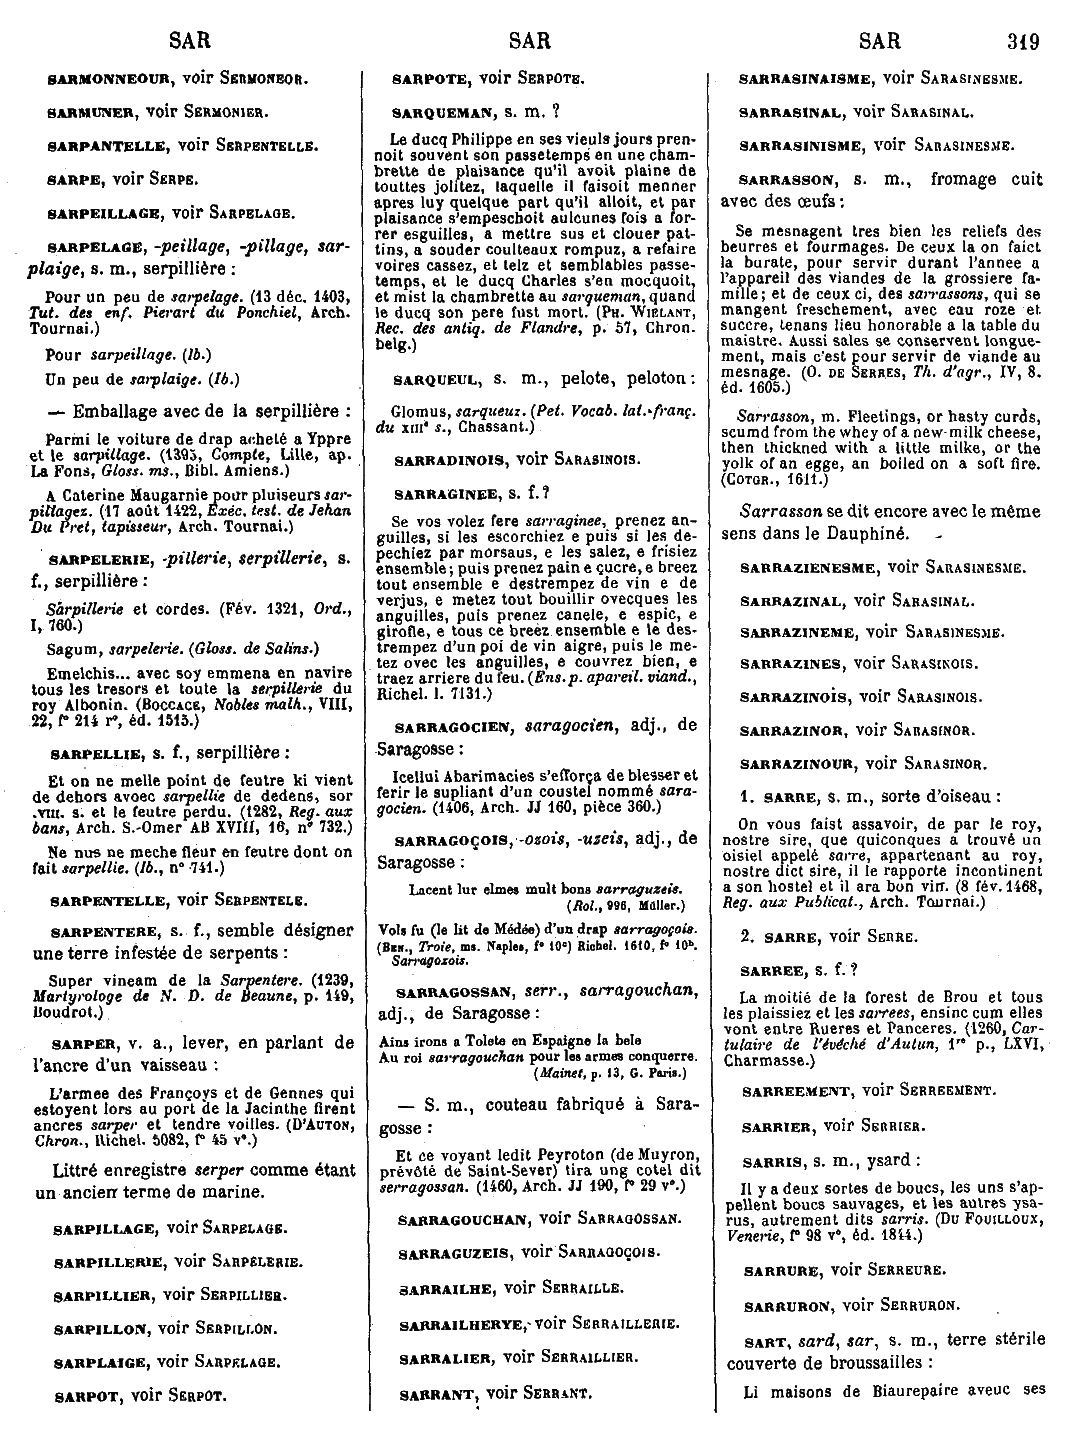 SAR
SAR
SAR
319
SARMONNEOUR, voir SERMONEOR.
SARMUNER, voir SERMONIER.
SARPANTELLE, voir SERPENTELLE.
SARPE, voir SERPE.
SARPEILLAGE, voir SARPELAGE.
SARPELAGE, -peillage, -pillage, sar-
plaige, s. m., serpillière :
Pour un peu de sarpelage. (13 déc. 1403,
Tut. des enf. Pierart du Ponchiel, Arch.
Tournai.)
Pour sarpeillage. (Ib.)
Un peu de sarplaige. (Ib.)
— Emballage avec de la serpillière :
Parmi le voiture de drap acheté a Yppre
et le sarpillage. (1395, Compte, Lille, ap.
La Fons, Gloss. ms., Bibl. Amiens.)
A Caterine Maugarnie pour pluiseurs sar-
pillagez. (17 août 1422, Exéc. test. de Jehan
Du Pret, tapisseur, Arch. Tournai.)
SARPELERIE, -pillerie, serpillerie, s.
f., serpillière :
Sarpillerie et cordes. (Fév. 1321, Ord.,
I, 760.)
Sagum, sarpelerie. (Gloss. de Salins.)
Emelchis... avec soy emmena en navire
tous les tresors et toute la serpillerie du
roy Albonin. (BOCCACE, Nobles malh., VIII,
22, f° 214 r°, éd. 1515.)
SARPELLIE, s. f., serpillière :
Et on ne melle point de feutre ki vient
de dehors avoec sarpellie de dedens, sor
.VIII. s. et le feutre perdu. (1282, Reg. aux
bans, Arch. S.-Omer AB XVIII, 16, n° 732.)
Ne nus ne meche fleur en feutre dont on
fait sarpellie. (Ib., n° 741.)
SARPENTELLE, voir SERPENTELE.
SARPENTERE, s. f., semble désigner
une terre infestée de serpents :
Super vineam de la Sarpentere. (1239,
Martyrologe de N. D. de Beaune, p. 149,
Boudrot.)
SARPER, v. a., lever, en parlant de
l'ancre d'un vaisseau :
L'armee des Françoys et de Gennes qui
estoyent lors au port de la Jacinthe firent
ancres sarper et tendre voilles. (D'AUTON,
Chron., Richel. 5082, f° 45 v°.)
Littré enregistre serper comme étant
un ancien terme de marine.
SARPILLAGE, voir SARPELAGE.
SARPILLERIE, voir SARPELERIE.
SARPILLIER, voir SERPILLIER.
SARPILLON, voir SERPILLON.
SARPLAIGE, voir SARPELAGE.
SARPOT, voir SERPOT.
SARPOTE, voir SERPOTE.
SARQUEMAN, s. m. ?
Le ducq Philippe en ses vieuls jours pren-
noit souvent son passetemps en une cham-
brette de plaisance qu'il avoit plaine de
touttes jolitez, laquelle il faisoit menner
apres luy quelque part qu'il alloit, et par
plaisance s'empeschoit aulcunes fois a for-
rer esguilles, a mettre sus et clouer pat-
tins, a souder coulteaux rompuz, a refaire
voires cassez, et telz et semblables passe-
temps, et le ducq Charles s'en mocquoit,
et mist la chambrette au sarqueman, quand
le ducq son pere fust mort. (PH. WIELANT,
Rec. des antiq. de Flandre, p. 57, Chron.
belg.)
SARQUEUL, s. m., pelote, peloton :
Glomus, sarqueuz. (Pet. Vocab. lat.-franç.
du XIIIe s., Chassant.)
SARRADINOIS, voir SARASINOIS.
SARRAGINEE, s. f. ?
Se vos volez fere sarraginee, prenez an-
guilles, si les escorchiez e puis si les de-
pechiez par morsaus, e les salez, e frisiez
ensemble ; puis prenez pain e çucre, e breez
tout ensemble e destrempez de vin e de
verjus, e metez tout bouillir ovecques les
anguilles, puis prenez canele, e espic, e
girofle, e tous ce breez ensemble e le des-
trempez d'un poi de vin aigre, puis le me-
tez ovec les anguilles, e couvrez bien, e
traez arriere du feu. (Ens. p. apareil. viand.,
Richel. l. 7131.)
SARRAGOCIEN, saragocien, adj., de
Saragosse :
Icellui Abarimacies s'efforça de blesser et
ferir le supliant d'un coustel nommé sara-
gocien. (1406, Arch. JJ 160, pièce 360.)
SARRAGOÇOIS, -ozois, -uzeis, adj., de
Saragosse :
Lacent lur elmes mult bons sarraguzeis.
(Rol., 996, Müller.)
Vols fu (le lit de Médée) d'un drap sarragoçois.
(BEN., Troie, ms. Naples, f° 10c) Richel. 1610, f° 10b.
Sarragozois.
SARRAGOSSAN, serr., sarragouchan,
adj., de Saragosse :
Ains irons a Tolete en Espaigne la bele
Au roi sarragouchan pour les armes conquerre.
(Mainet, p. 13, G. Paris.)
— S. m., couteau fabriqué à Sara-
gosse :
Et ce voyant ledit Peyroton (de Muyron,
prévôté de Saint-Sever) tira ung cotel dit
serragossan. (1460, Arch. JJ 190, f° 29 v°.)
SARRAGOUCHAN, voir SARRAGOSSAN.
SARRAGUZEIS, voir SARRAGOÇOIS.
SARRAILHE, voir SERRAILLE.
SARRAILHERYE, voir SERRAILLERIE.
SARRALIER, voir SERRAILLIER.
SARRANT, voir SERRANT.
SARRASINAISME, voir SARASINESME.
SARRASINAL, voir SARASINAL.
SARRASINISME, voir SARASINESME.
SARRASSON, s. m., fromage cuit
avec des œufs :
Se mesnagent tres bien les reliefs des
beurres et fourmages. De ceux la on faict
la burate, pour servir durant l'annee a
l'appareil des viandes de la grossiere fa-
mille ; et de ceux ci, des sarrassons, qui se
mangent freschement, avec eau roze et
succre, tenans lieu honorable a la table du
maistre. Aussi sales se conservent longue-
ment, mais c'est pour servir de viande au
mesnage. (O. DE SERRES, Th. d'agr., IV, 8.
éd. 1605.)
Sarrasson, m. Fleetings, or hasty curds,
scumd from the whey of a new-milk cheese,
then thickned with a little milke, or the
yolk of an egge, an boiled on a soft fire.
(COTGR., 1611.)
Sarrasson se dit encore avec le même
sens dans le Dauphiné.
SARRAZIENESME, voir SARASINESME.
SARRAZINAL, voir SARASINAL.
SARRAZINEME, voir SARASINESME.
SARRAZINES, voir SARASINOIS.
SARRAZINOIS, voir SARASINOIS.
SARRAZINOR, voir SARASINOR.
SARRAZINOUR, voir SARASINOR.
1. SARRE, s. m., sorte d'oiseau :
On vous faist assavoir, de par le roy,
nostre sire, que quiconques a trouvé un
oisiel appelé sarre, appartenant au roy,
nostre dict sire, il le rapporte incontinent
a son hostel et il ara bon vin. (8 fév. 1468,
Reg. aux Publicat., Arch. Tournai.)
2. SARRE, voir SERRE.
SARREE, s. f. ?
La moitié de la forest de Brou et tous
les plaissiez et les sarrees, ensinc cum elles
vont entre Rueres et Panceres. (1260, Car-
tulaire de l'évêché d'Autun, 1re p., LXVI,
Charmasse.)
SARREEMENT, voir SERREEMENT.
SARRIER, voir SERRIER.
SARRIS, s. m., ysard :
Il y a deux sortes de boucs, les uns s'ap-
pellent boucs sauvages, et les autres ysa-
rus, autrement dits sarris. (DU FOUILLOUX,
Venerie, f° 98 v°, éd. 1844.)
SARRURE, voir SERREURE.
SARRURON, voir SERRURON.
SART, sard, sar, s. m., terre stérile
couverte de broussailles :
Li maisons de Biaurepaire aveuc ses